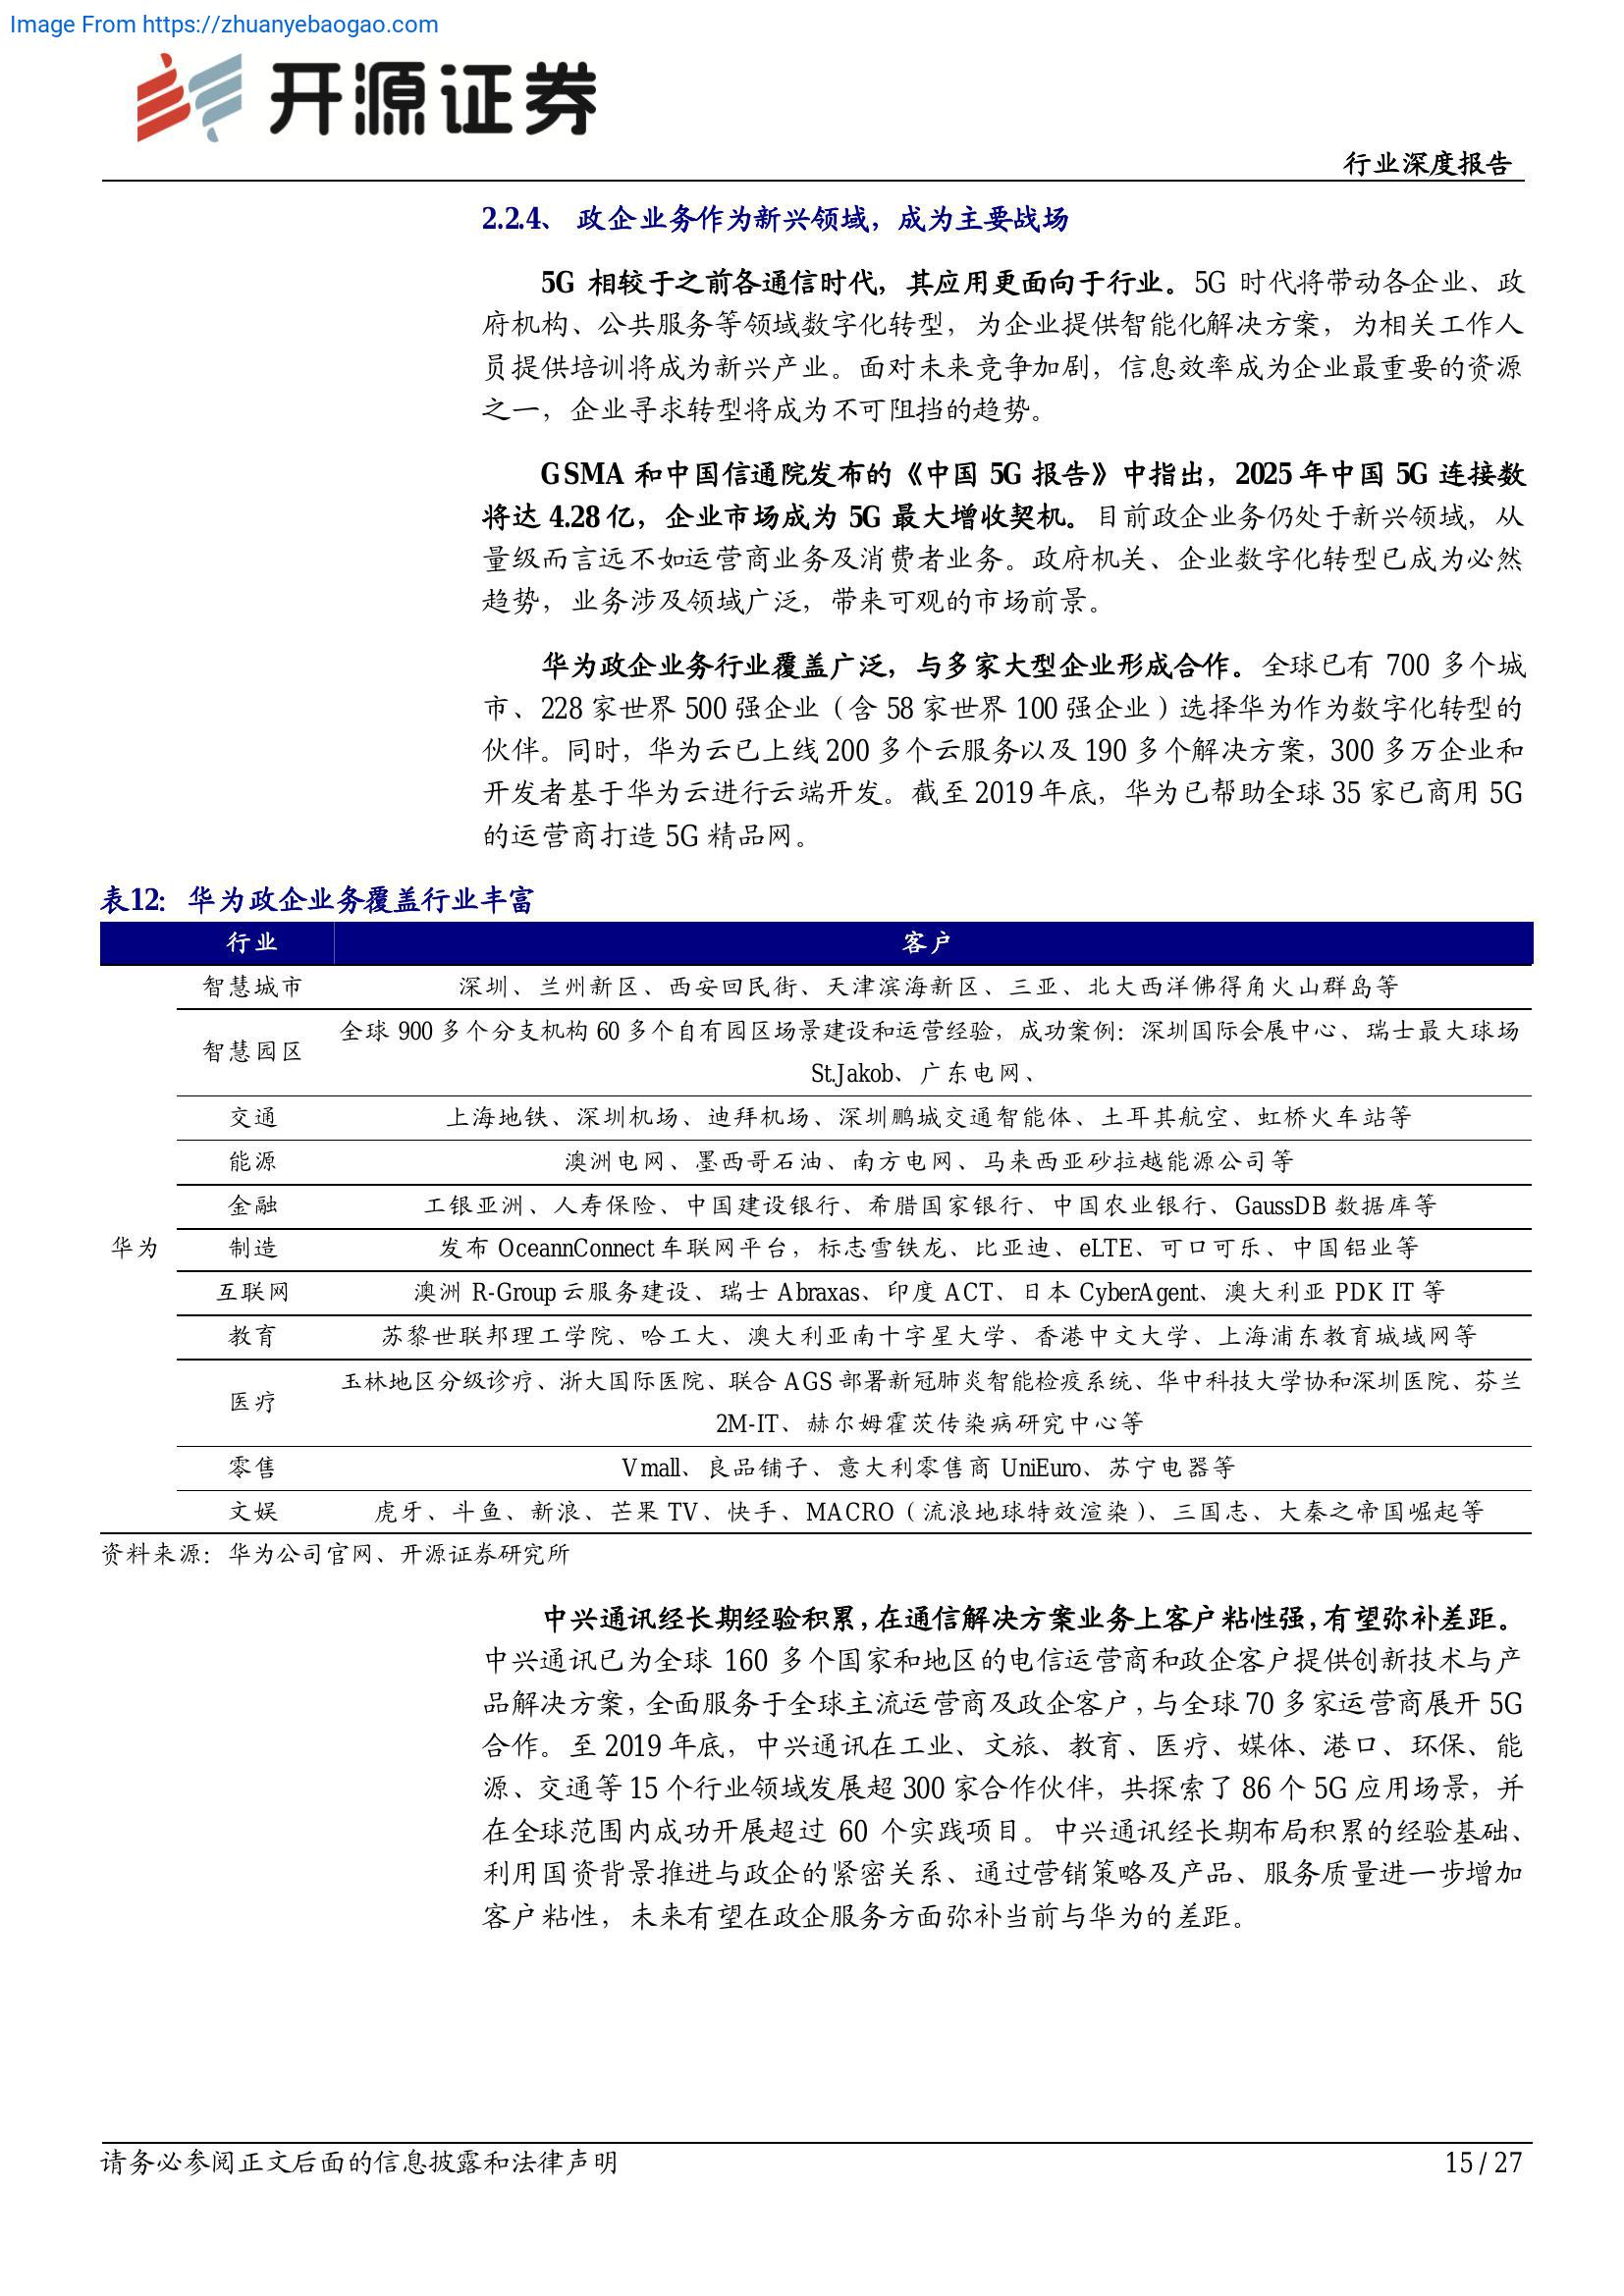 Image From https://zhuanyebaogao.com
开源证券
行业深度报告
2.2.4、 政企业务作为新兴领域，成为主要战场
5G 相较于之前各通信时代，其应用更面向于行业。5G 时代将带动各企业、政
府机构、公共服务等领域数字化转型，为企业提供智能化解决方案，为相关工作人
员提供培训将成为新兴产业。面对未来竞争加剧，信息效率成为企业最重要的资源
之一，企业寻求转型将成为不可阻挡的趋势。
GSMA 和中国信通院发布的《中国 5G 报告》中指出，2025 年中国 5G 连接数
将达 4.28 亿，企业市场成为 5G 最大增收契机。目前政企业务仍处于新兴领域，从
量级而言远不如运营商业务及消费者业务。政府机关、企业数字化转型已成为必然
趋势，业务涉及领域广泛，带来可观的市场前景。
华为政企业务行业覆盖广泛，与多家大型企业形成合作。全球已有 700 多个城
市、228 家世界 500 强企业（含 58 家世界 100 强企业）选择华为作为数字化转型的
伙伴。同时，华为云已上线 200 多个云服务以及 190 多个解决方案，300 多万企业和
开发者基于华为云进行云端开发。截至 2019 年底，华为已帮助全球 35 家已商用 5G
的运营商打造 5G 精品网。
表12： 华为政企业务覆盖行业丰富
行业 客户
智慧城市 深圳、兰州新区、西安回民街、天津滨海新区、三亚、北大西洋佛得角火山群岛等
智慧园区 全球 900 多个分支机构 60 多个自有园区场景建设和运营经验，成功案例：深圳国际会展中心、瑞士最大球场
St.Jakob、广东电网、
交通 上海地铁、深圳机场、迪拜机场、深圳鹏城交通智能体、土耳其航空、虹桥火车站等
能源 澳洲电网、墨西哥石油、南方电网、马来西亚砂拉越能源公司等
金融 工银亚洲、人寿保险、中国建设银行、希腊国家银行、中国农业银行、GaussDB 数据库等
华为 制造 发布 OceannConnect 车联网平台，标志雪铁龙、比亚迪、eLTE、可口可乐、中国铝业等
互联网 澳洲 R-Group 云服务建设、瑞士 Abraxas、印度 ACT、日本 CyberAgent、澳大利亚 PDK IT 等
教育 苏黎世联邦理工学院、哈工大、澳大利亚南十字星大学、香港中文大学、上海浦东教育城域网等
医疗 玉林地区分级诊疗、浙大国际医院、联合 AGS 部署新冠肺炎智能检疫系统、华中科技大学协和深圳医院、芬兰
2M-IT、赫尔姆霍茨传染病研究中心等
零售 Vmall、良品铺子、意大利零售商 UniEuro、苏宁电器等
文娱 虎牙、斗鱼、新浪、芒果 TV、快手、MACRO（流浪地球特效渲染）、三国志、大秦之帝国崛起等
资料来源：华为公司官网、开源证券研究所
中兴通讯经长期经验积累，在通信解决方案业务上客户粘性强，有望弥补差距。
中兴通讯已为全球 160 多个国家和地区的电信运营商和政企客户提供创新技术与产
品解决方案，全面服务于全球主流运营商及政企客户，与全球 70 多家运营商展开 5G
合作。至 2019 年底，中兴通讯在工业、文旅、教育、医疗、媒体、港口、环保、能
源、交通等 15 个行业领域发展超 300 家合作伙伴，共探索了 86 个 5G 应用场景，并
在全球范围内成功开展超过 60 个实践项目。中兴通讯经长期布局积累的经验基础、
利用国资背景推进与政企的紧密关系、通过营销策略及产品、服务质量进一步增加
客户粘性，未来有望在政企服务方面弥补当前与华为的差距。
请务必参阅正文后面的信息披露和法律声明 15 / 27